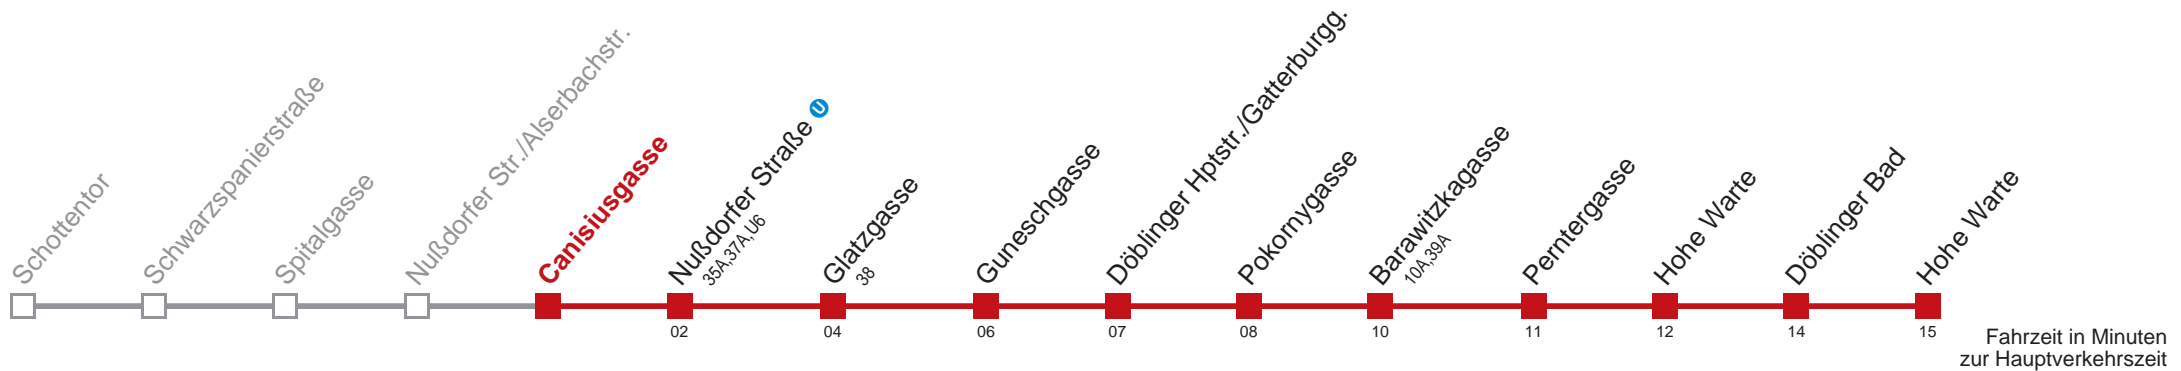 Schottentor
Schwarzspanierstraße
Spitalgasse
Nußdorfer Str./Alserbachstr.
Canisiusgasse
Nußdorfer Straße U
35A,37A,U6
Glatzgasse
38
Guneschgasse
Döblinger Hptstr./Gatterburgg.
Pokornygasse
Barawitzkagasse
10A,39A
Perntergasse
Hohe Warte
Döblinger Bad
Hohe Warte
02 04 06 07 08 10 11 12 14 15
Fahrzeit in Minuten
zur Hauptverkehrszeit